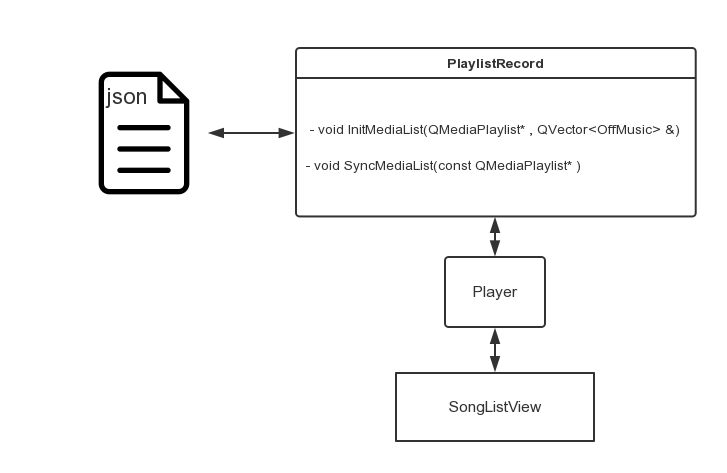 json
PlaylistRecord
- void InitMediaList(QMediaPlaylist* , QVector<OffMusic> &)
- void SyncMediaList(const QMediaPlaylist* )
Player
SongListView